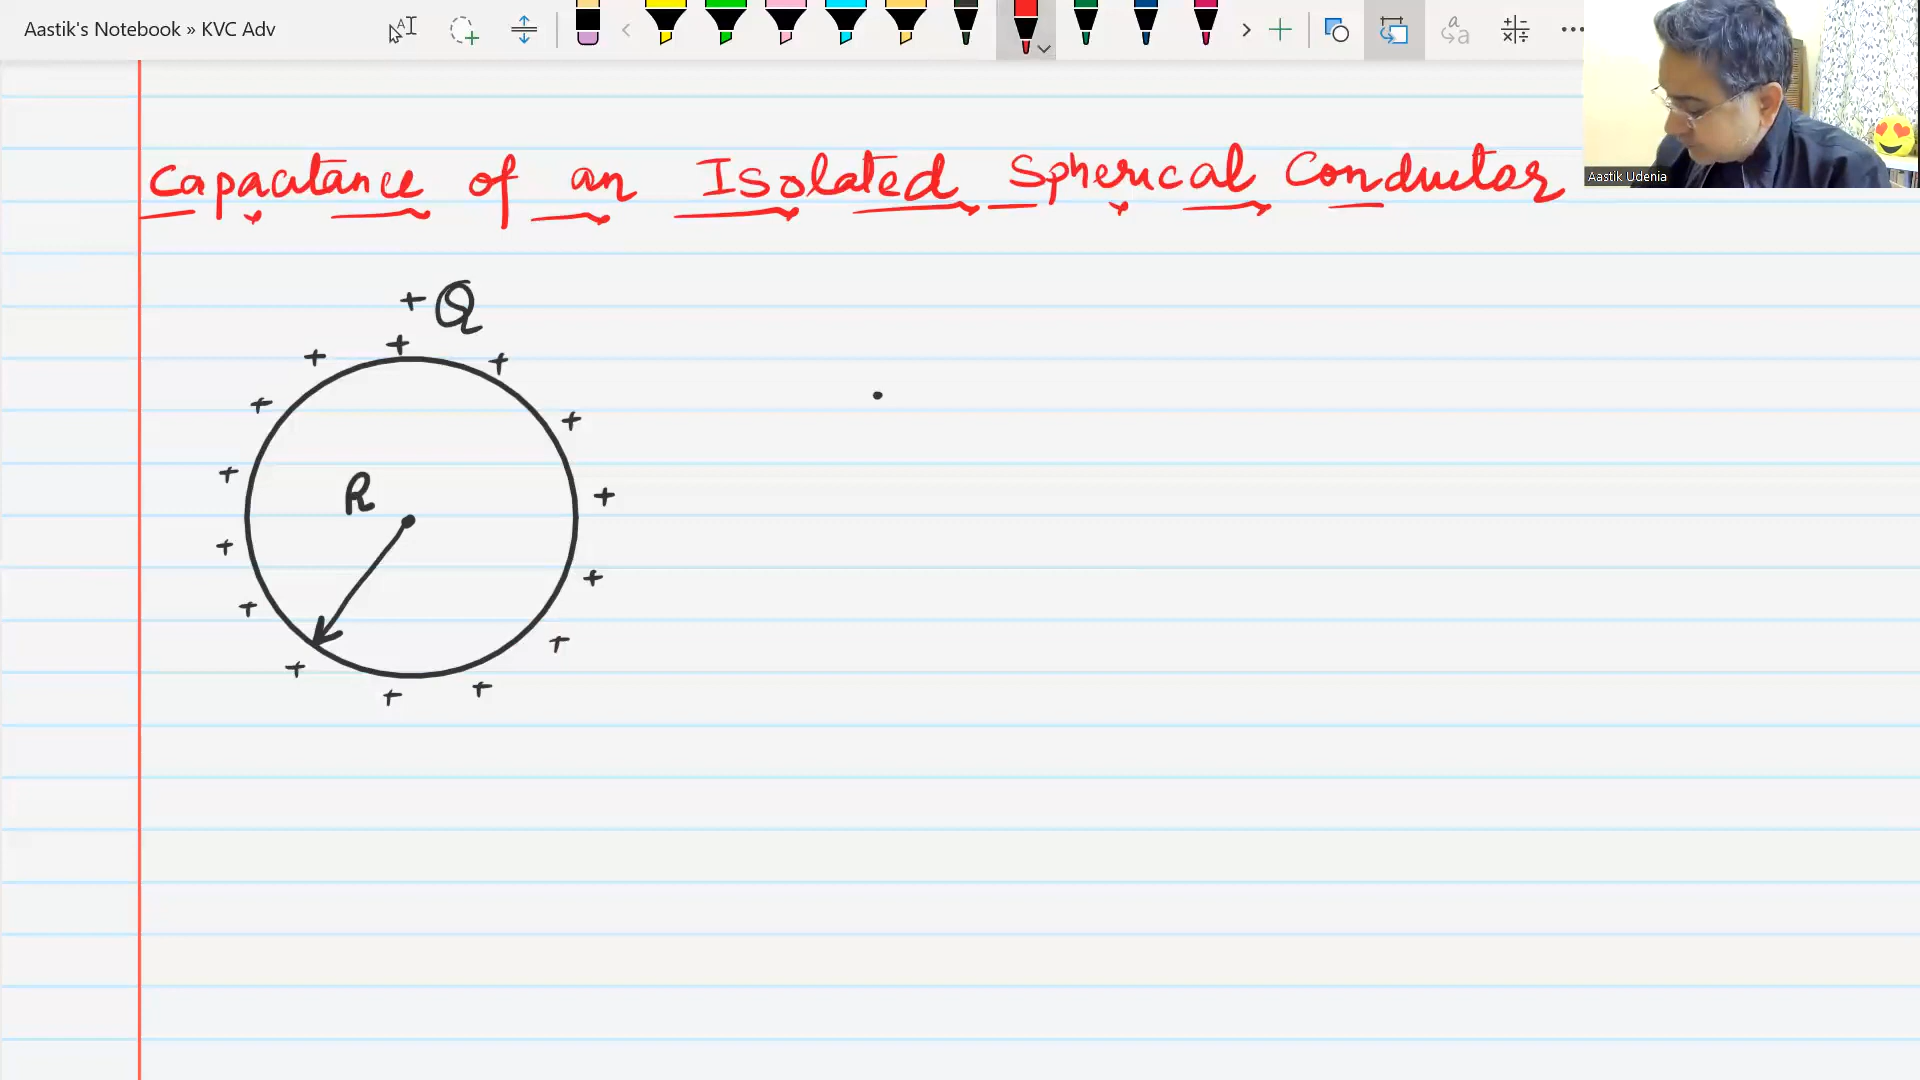 Aastik's Notebook » KVC Adv
Aastik Udenia
Capacitance of an Isolated Spherical Conductor
+ Q
+ + + + + + + + + + + + + + +
R